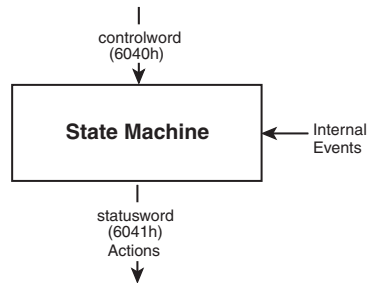 controlword
(6040h)
State Machine
Internal
Events
statusword
(6041h)
Actions